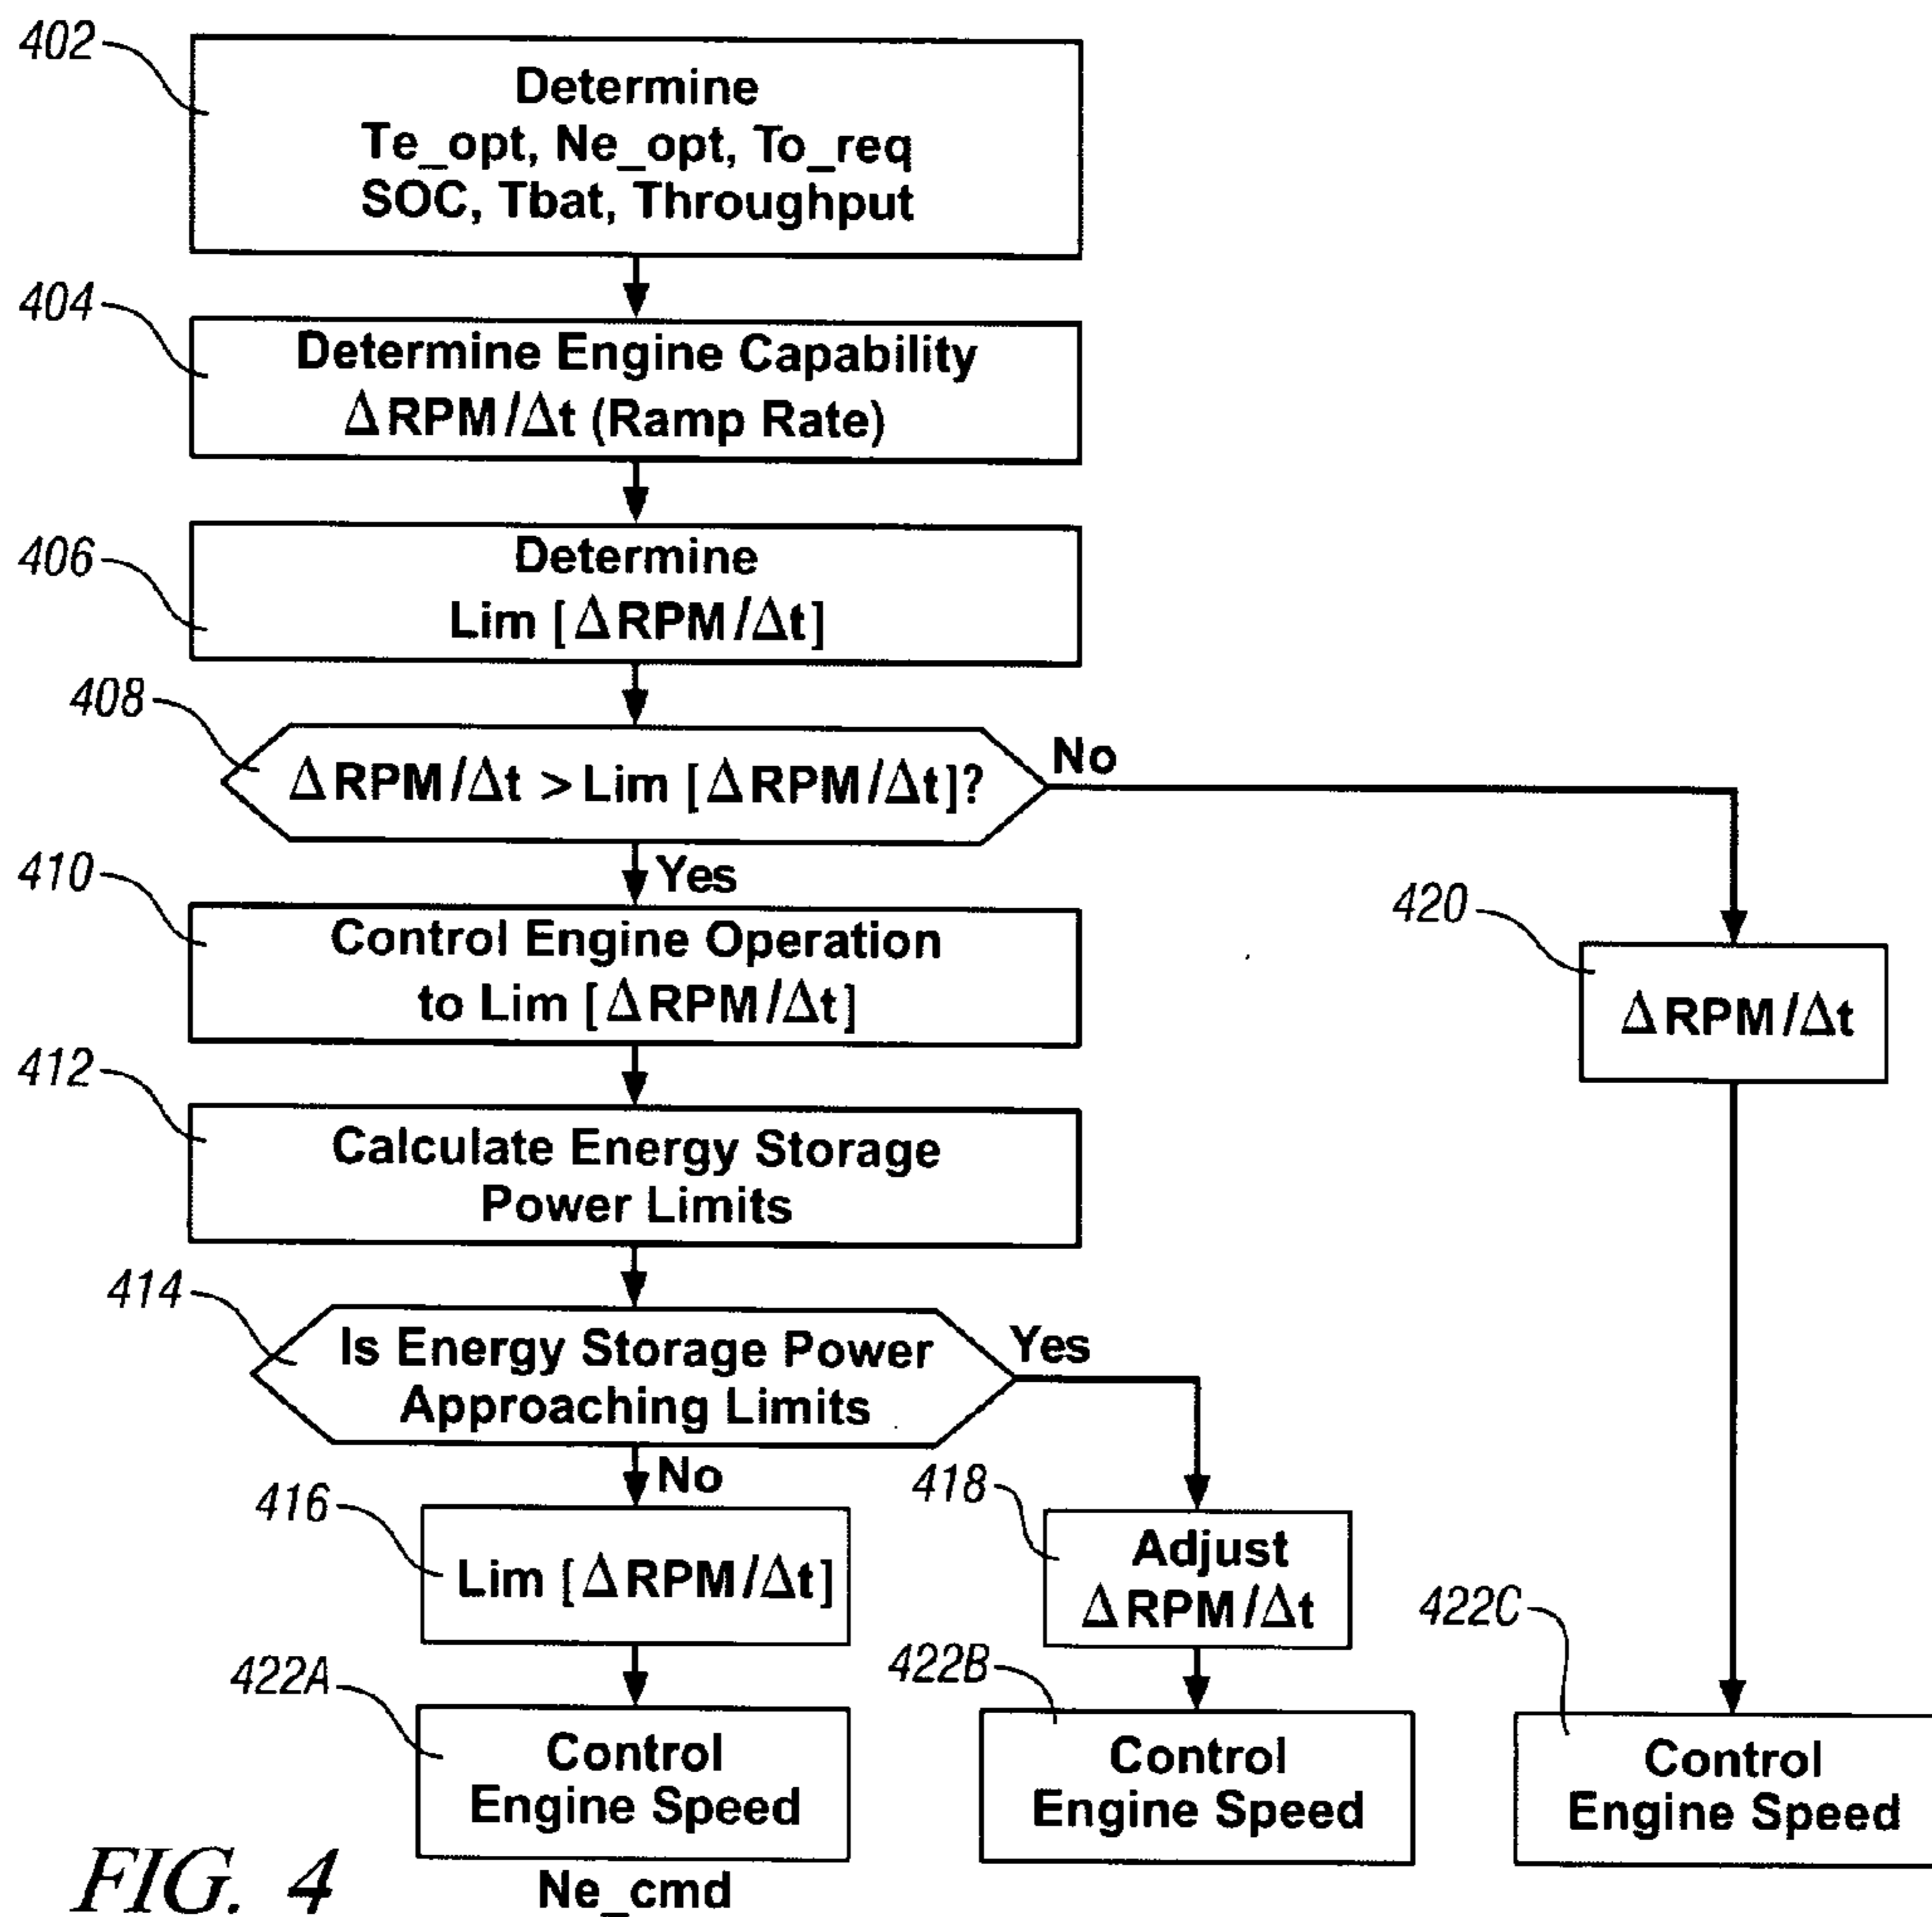 402
Determine
Te_opt, Ne_opt, To_req
SOC, Tbat, Throughput
404
Determine Engine Capability
ΔRPM/Δt (Ramp Rate)
406
Determine
Lim [ΔRPM/Δt]
408
ΔRPM/Δt > Lim [ΔRPM/Δt]?
No
Yes
410
Control Engine Operation
to Lim [ΔRPM/Δt]
420
ΔRPM/Δt
412
Calculate Energy Storage
Power Limits
414
Is Energy Storage Power
Approaching Limits
Yes
No
416
Lim [ΔRPM/Δt]
418
Adjust
ΔRPM/Δt
422A
Control
Engine Speed
Ne_cmd
422B
Control
Engine Speed
422C
Control
Engine Speed
FIG. 4